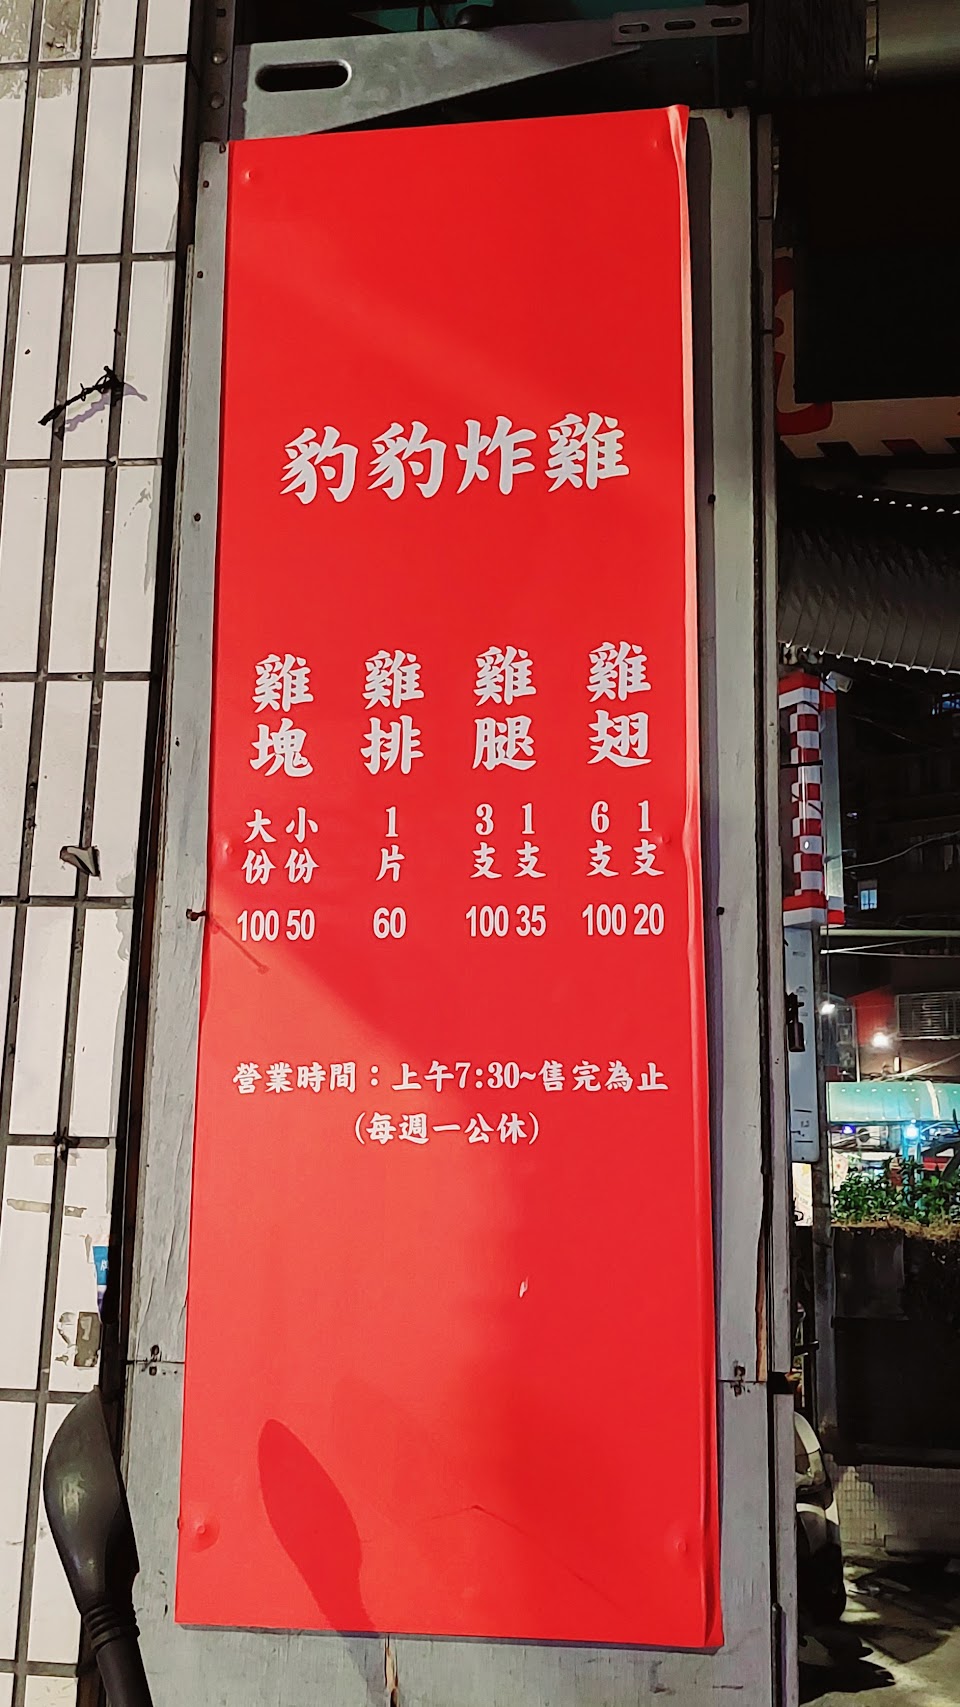 豹豹炸雞
雞翅
1支 20
6支 100
雞腿
1支 35
3支 100
雞排
1片 60
雞塊
小份 50
大份 100
營業時間：上午7:30~售完為止
(每週一公休)